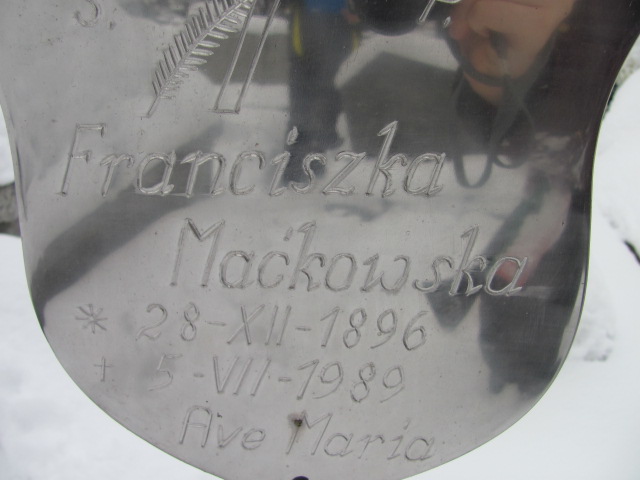 Ś. P.
Franciszka
Maćkowska
* 28-XII-1896
+ 5-VII-1989
Ave Maria